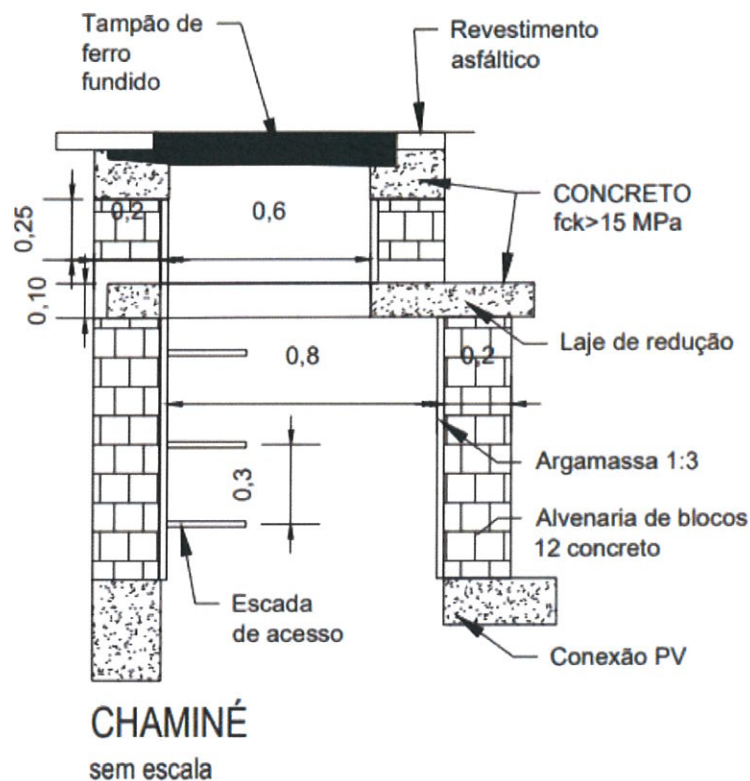 Tampão de
ferro
fundido
Revestimento
asfáltico
CONCRETO
fck>15 MPa
0,25
0,2
0,6
0,10
Laje de redução
0,8
0,2
0,3
Argamassa 1:3
Alvenaria de blocos
12 concreto
Escada
de acesso
Conexão PV
CHAMINÉ
sem escala